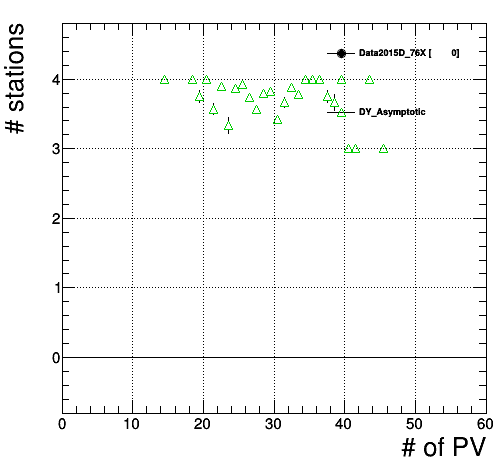 # stations
Data2015D_76X [ 0]
DY_Asymptotic
4
3
2
1
0
0 10 20 30 40 50 60
# of PV